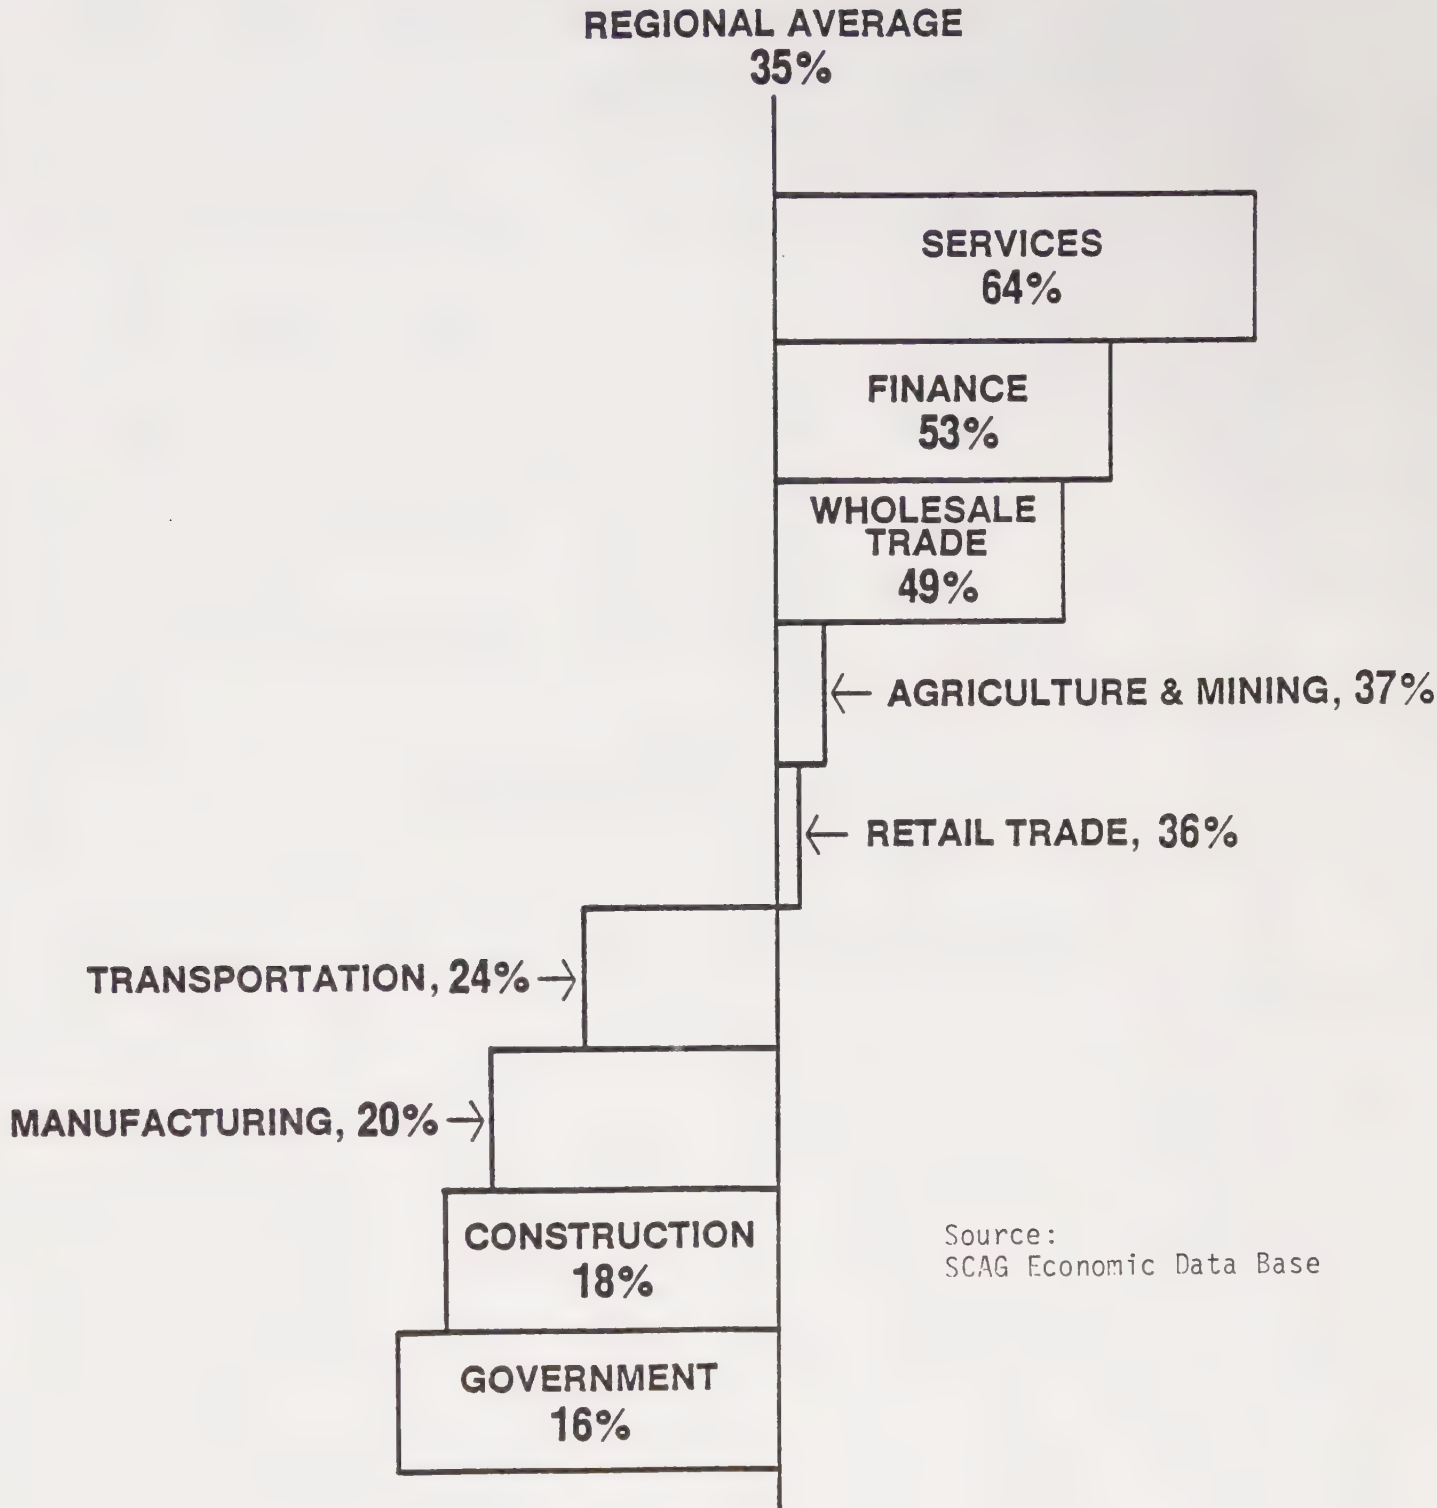 REGIONAL AVERAGE
35%
SERVICES
64%
FINANCE
53%
WHOLESALE
TRADE
49%
AGRICULTURE & MINING, 37%
RETAIL TRADE, 36%
TRANSPORTATION, 24%
MANUFACTURING, 20%
CONSTRUCTION
18%
Source:
SCAG Economic Data Base
GOVERNMENT
16%